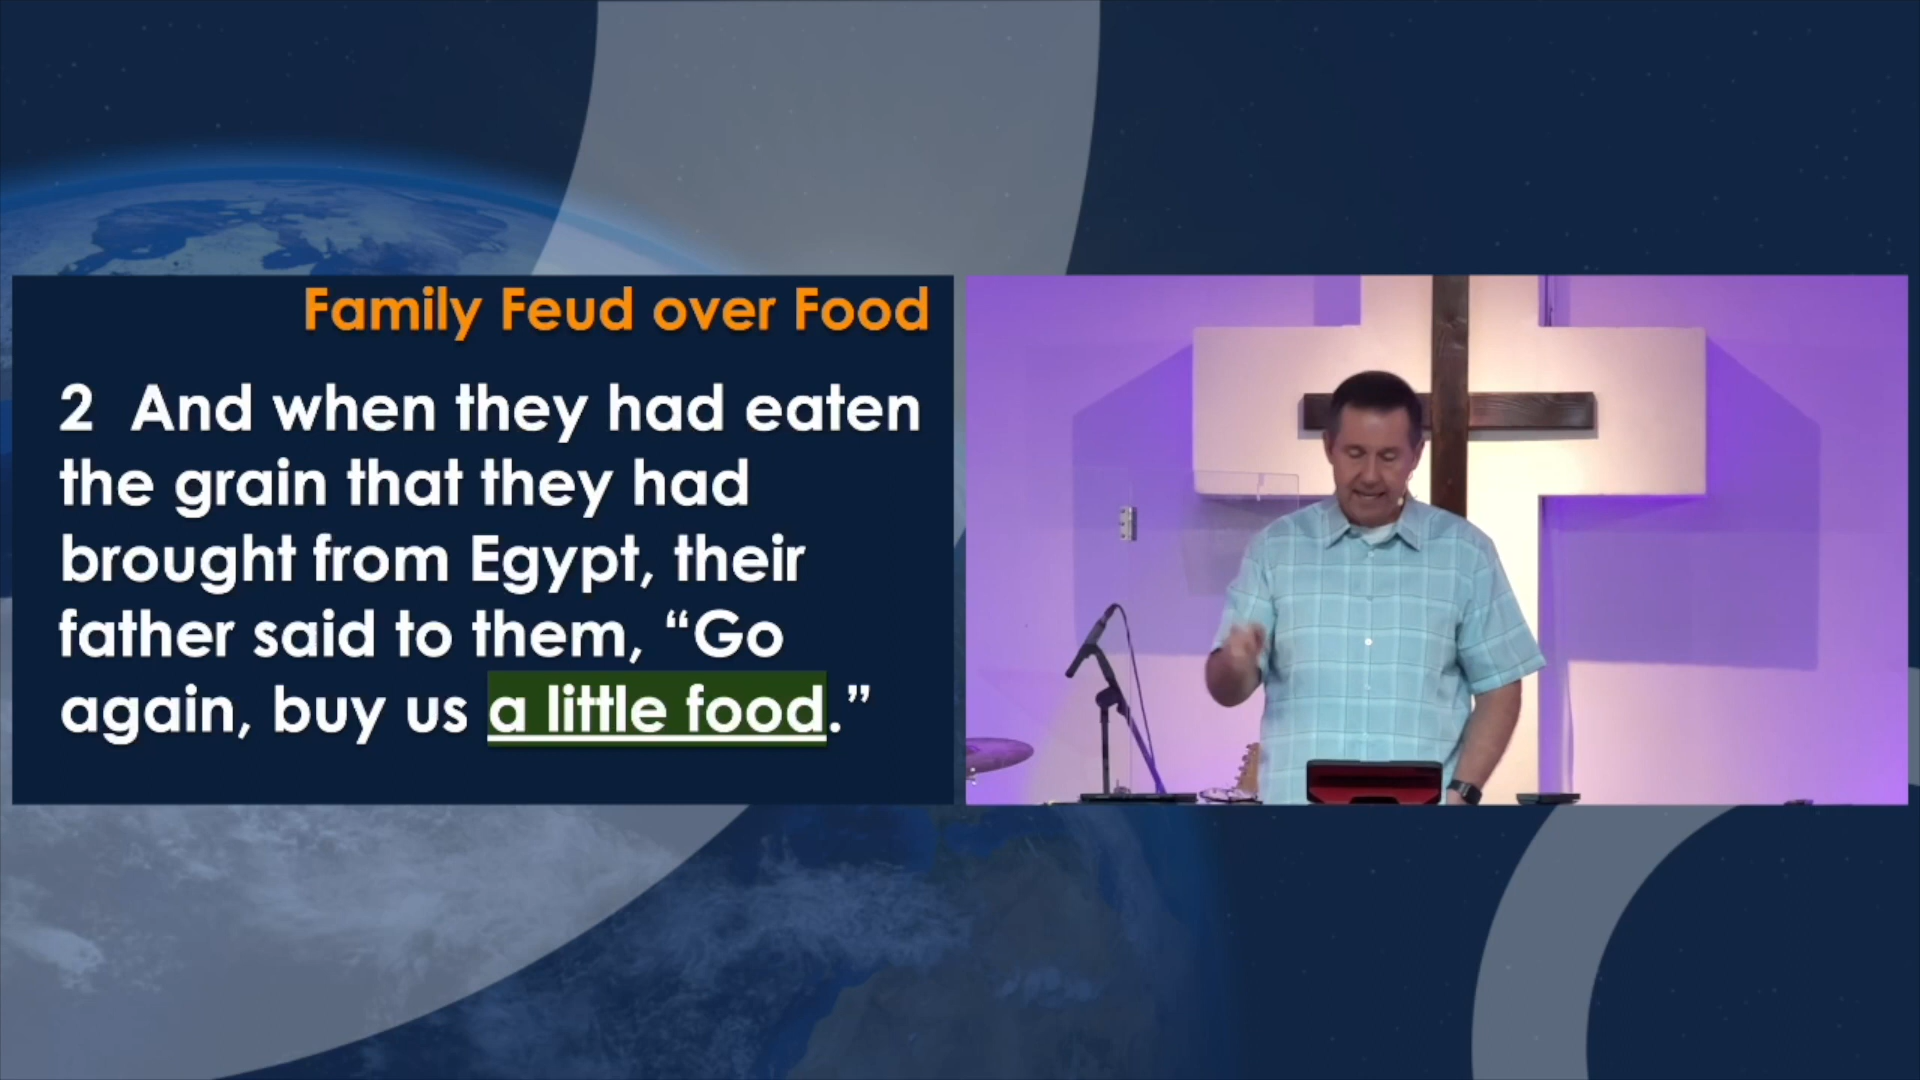 Family Feud over Food
2 And when they had eaten
the grain that they had
brought from Egypt, their
father said to them, “Go
again, buy us a little food.”